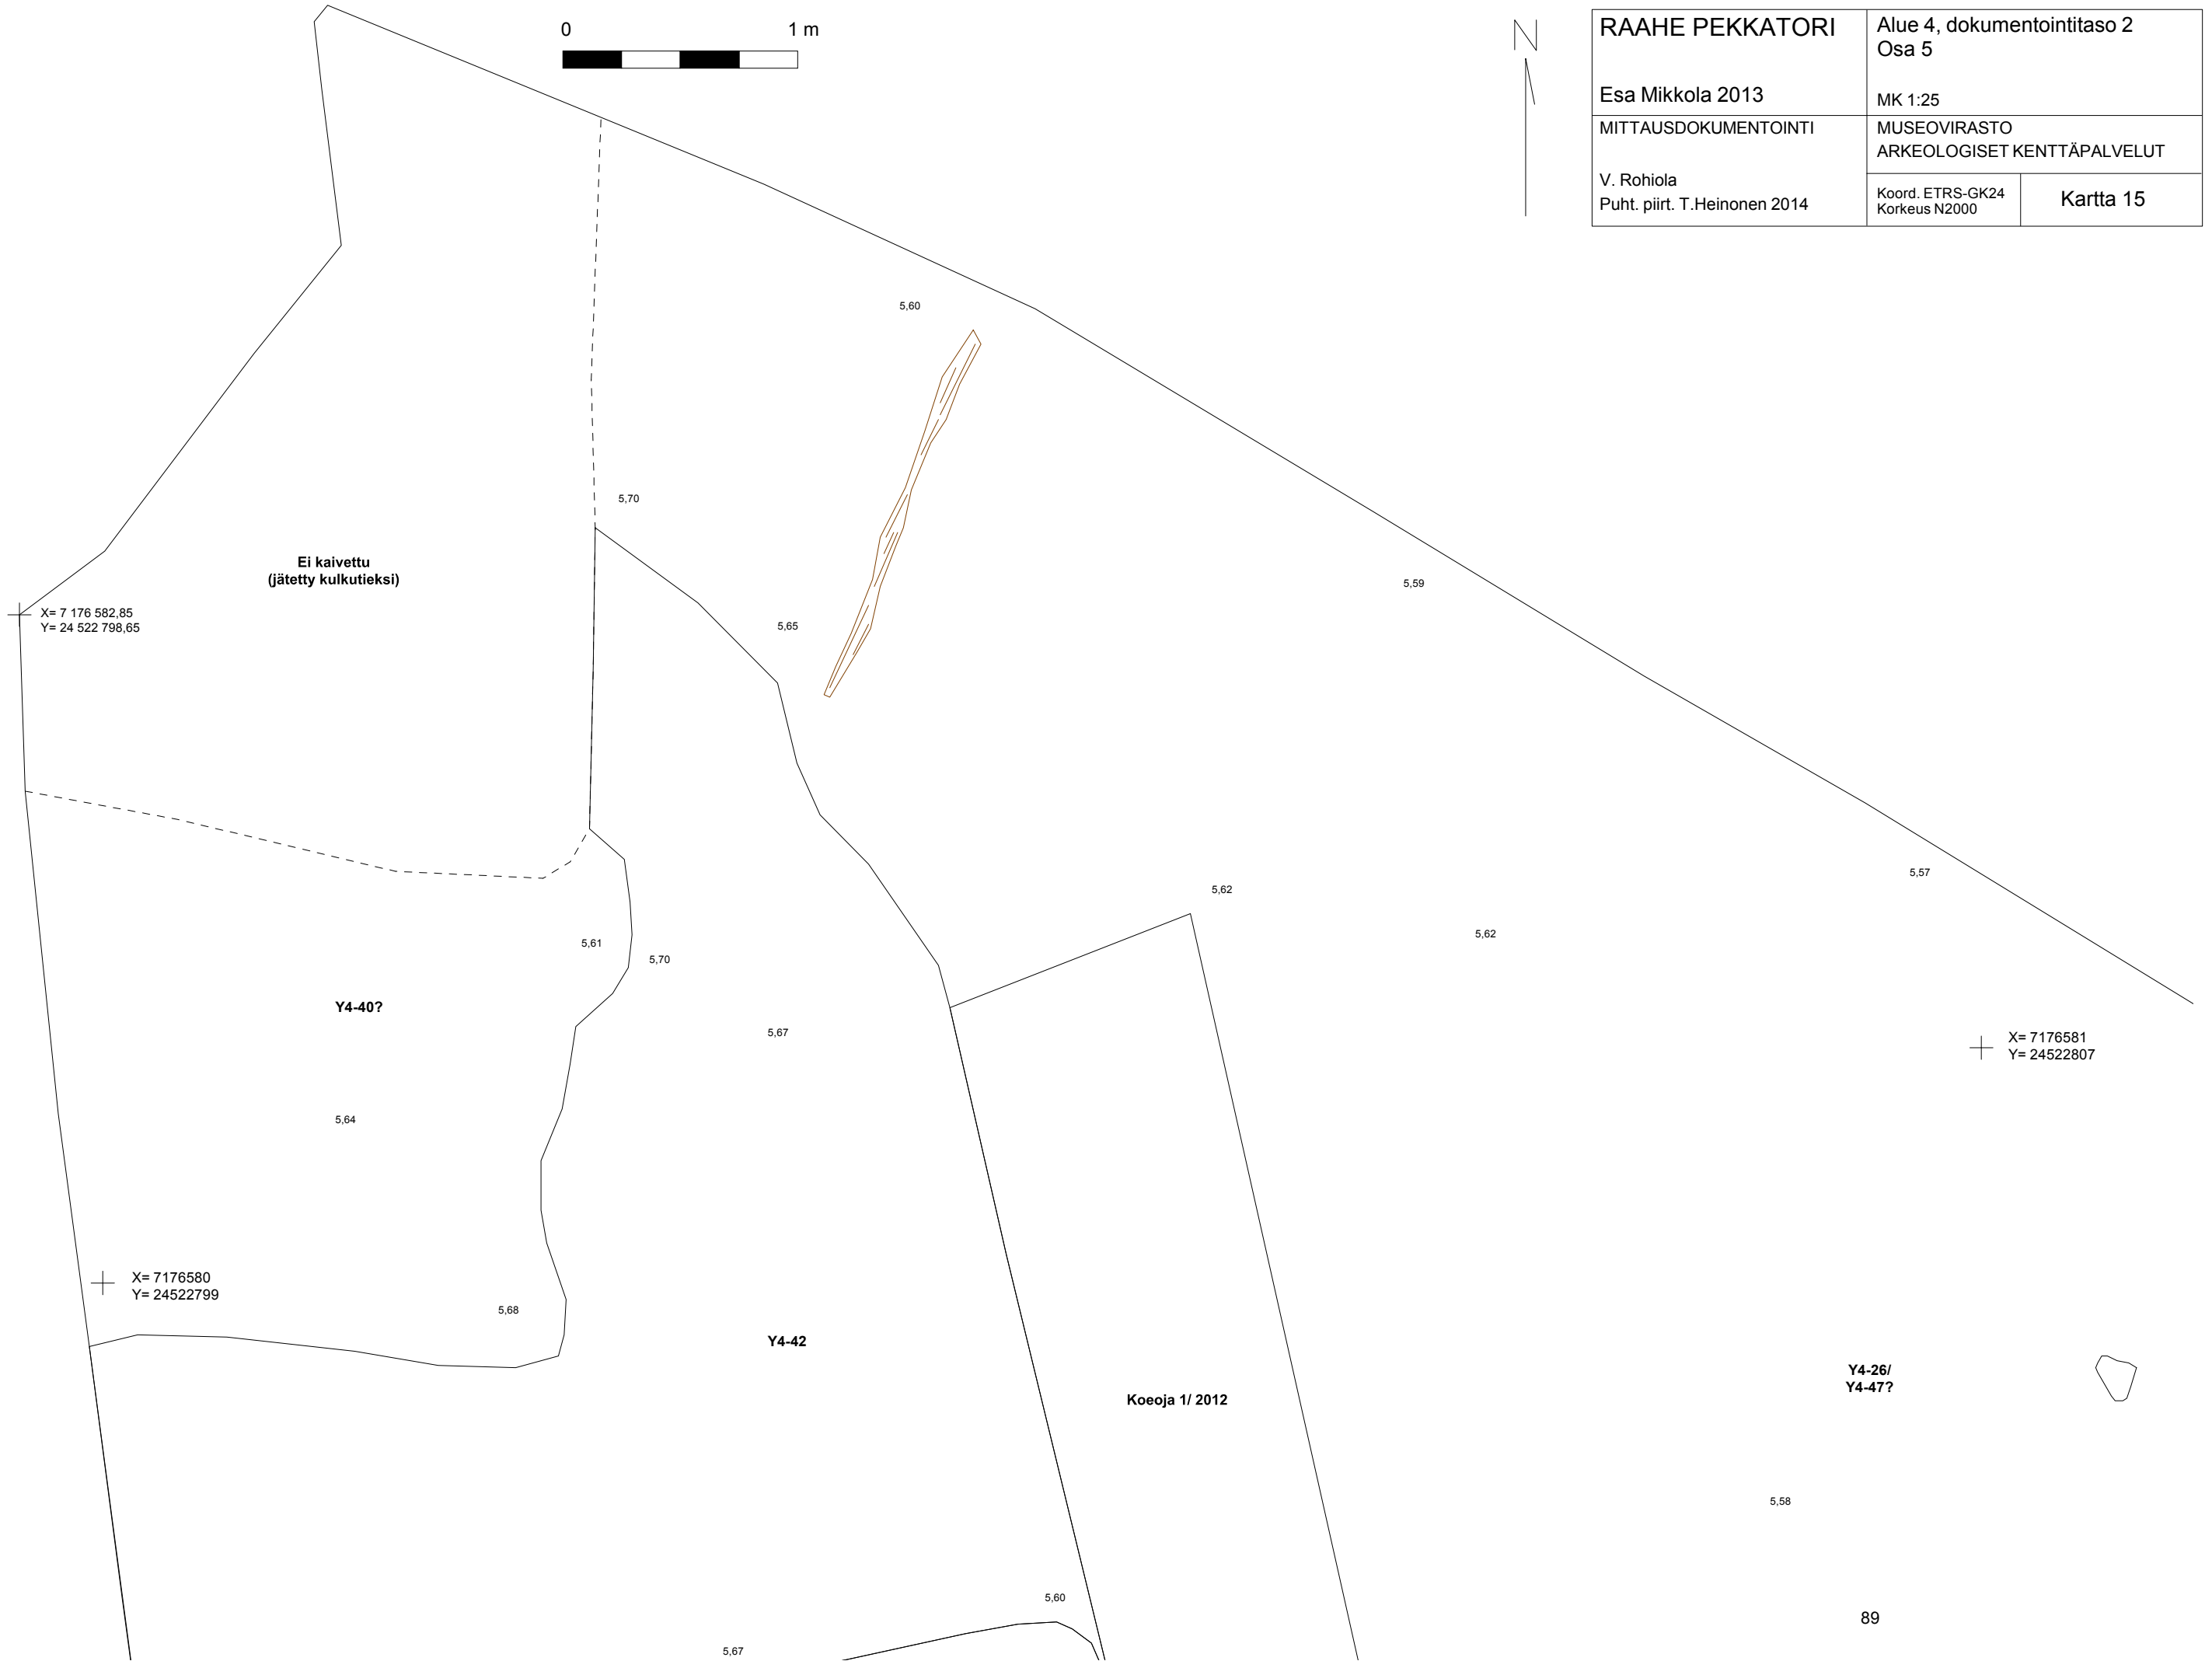 0 1 m
N
RAAHE PEKKATORI
Esa Mikkola 2013
Alue 4, dokumentointitaso 2
Osa 5
MK 1:25
MITTAUSDOKUMENTOINTI
V. Rohiola
Puht. piirt. T.Heinonen 2014
MUSEOVIRASTO
ARKEOLOGISET KENTTÄPALVELUT
Koord. ETRS-GK24
Korkeus N2000
Kartta 15
5,60
5,70
Ei kaivettu
(jätetty kulkutieksi)
5,59
X= 7 176 582,85
Y= 24 522 798,65
5,65
5,57
5,62
5,62
5,61
5,70
Y4-40?
5,67
X= 7176581
Y= 24522807
5,64
X= 7176580
Y= 24522799
5,68
Y4-42
Y4-26/
Y4-47?
Koeoja 1/ 2012
5,58
5,60
89
5,67